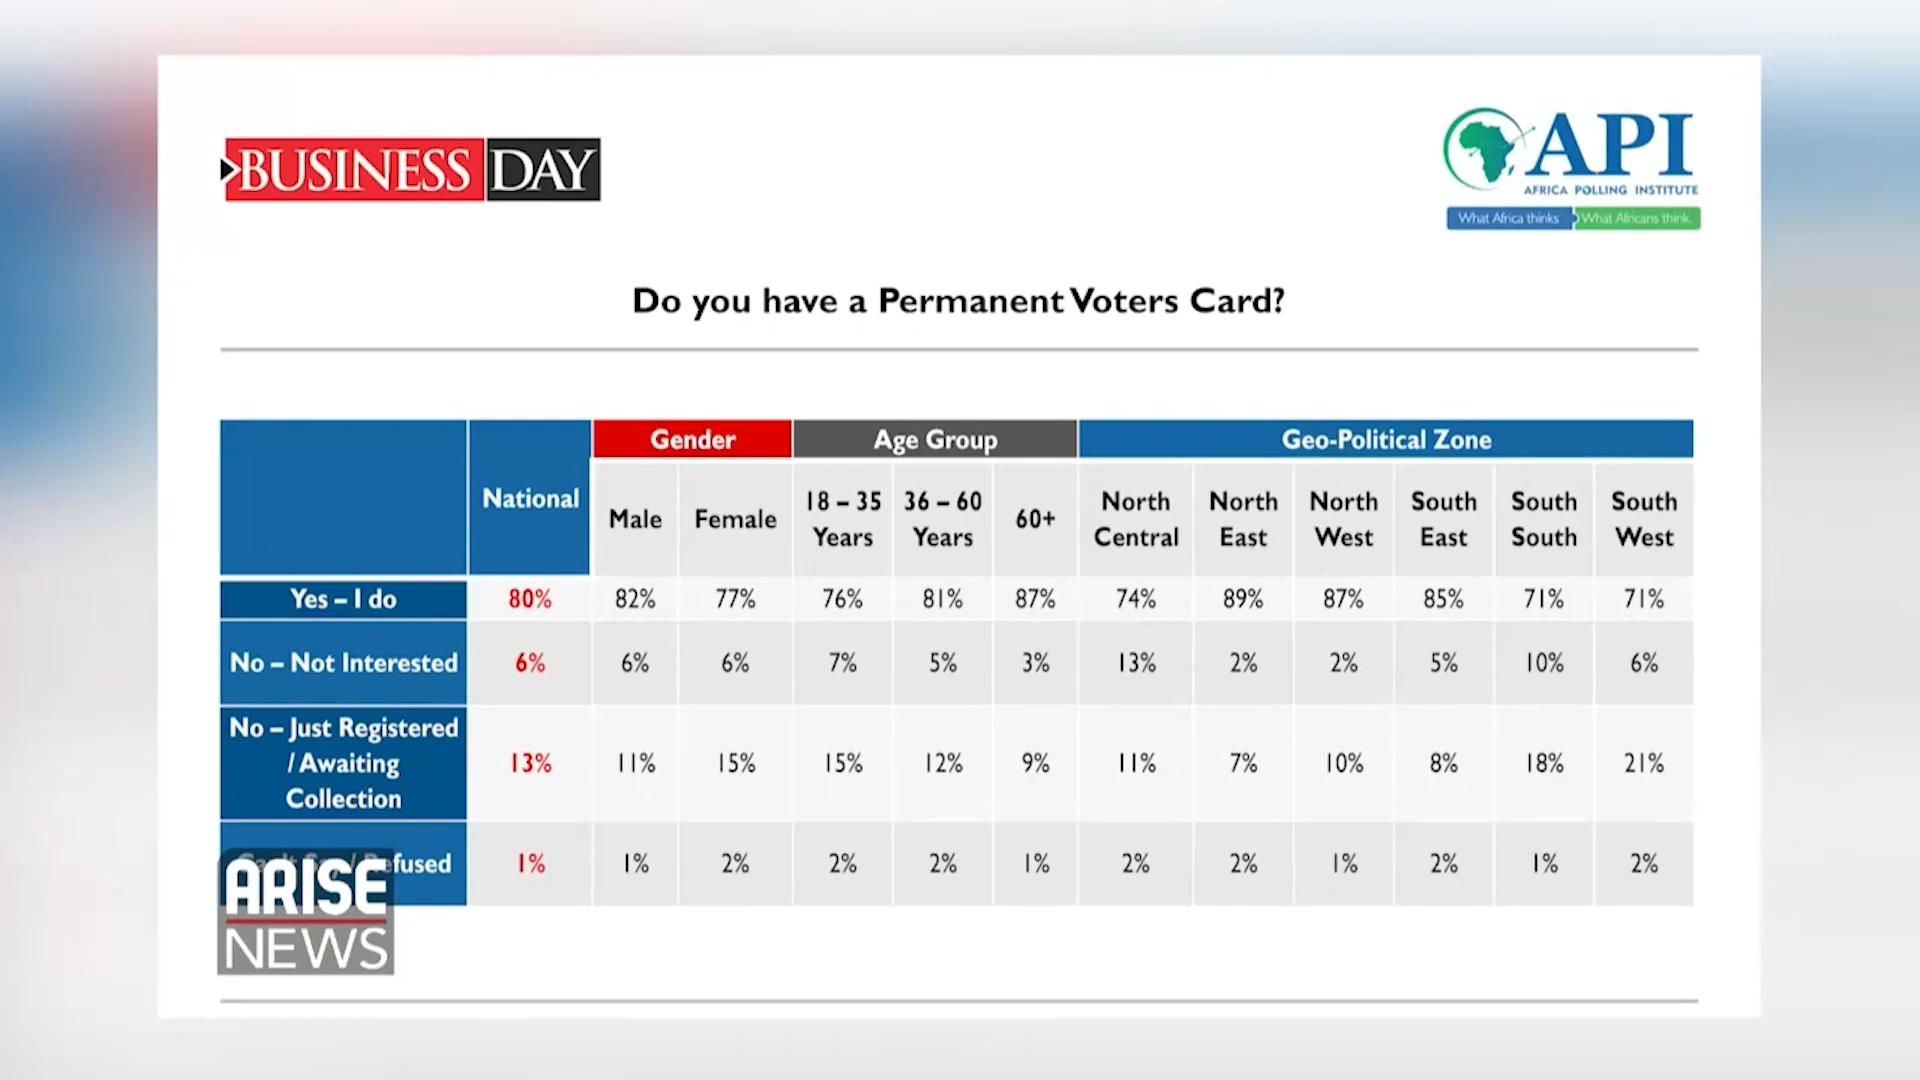 BUSINESS DAY
API
AFRICA POLLING INSTITUTE
What Africa thinks What Africans think.
Do you have a Permanent Voters Card?
Gender Age Group Geo-Political Zone
National Male Female 18 – 35 Years 36 – 60 Years 60+ North Central North East North West South East South South South West
Yes – I do 80% 82% 77% 76% 81% 87% 74% 89% 87% 85% 71% 71%
No – Not Interested 6% 6% 6% 7% 5% 3% 13% 2% 2% 5% 10% 6%
No – Just Registered
/ Awaiting
Collection 13% 11% 15% 15% 12% 9% 11% 7% 10% 8% 18% 21%
1% 1% 2% 2% 2% 1% 2% 2% 1% 2% 1% 2%
ARISE
NEWS